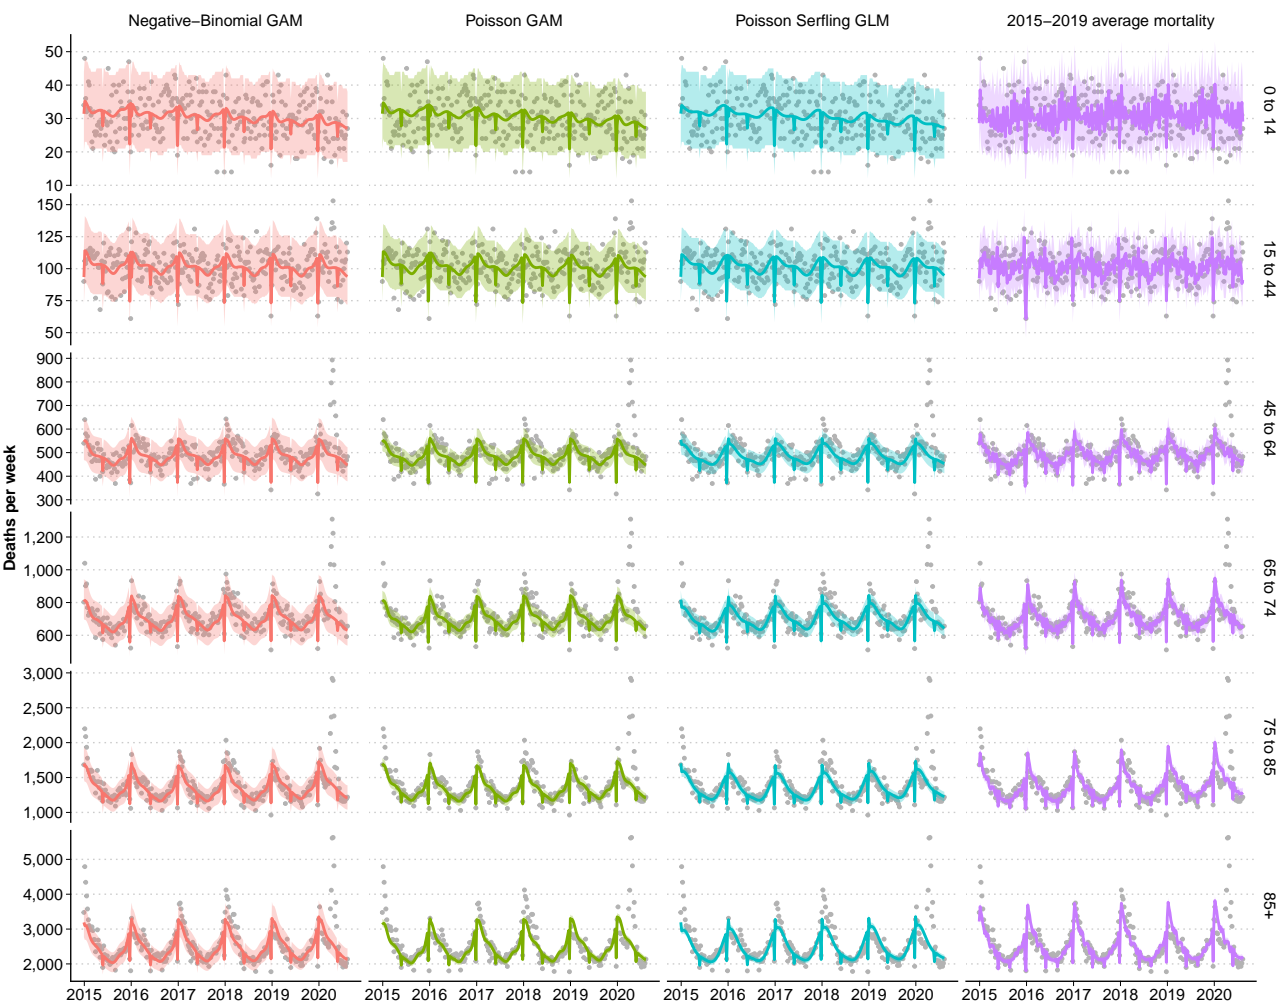 Negative−Binomial GAM
Poisson GAM
Poisson Serfling GLM
2015−2019 average mortality
Deaths per week
50
40
30
20
10
0 to 14
150
125
100
75
50
15 to 44
900
800
700
600
500
400
300
45 to 64
1,200
1,000
800
600
65 to 74
3,000
2,500
2,000
1,500
1,000
75 to 85
5,000
4,000
3,000
2,000
85+
2015 2016 2017 2018 2019 2020
2015 2016 2017 2018 2019 2020
2015 2016 2017 2018 2019 2020
2015 2016 2017 2018 2019 2020